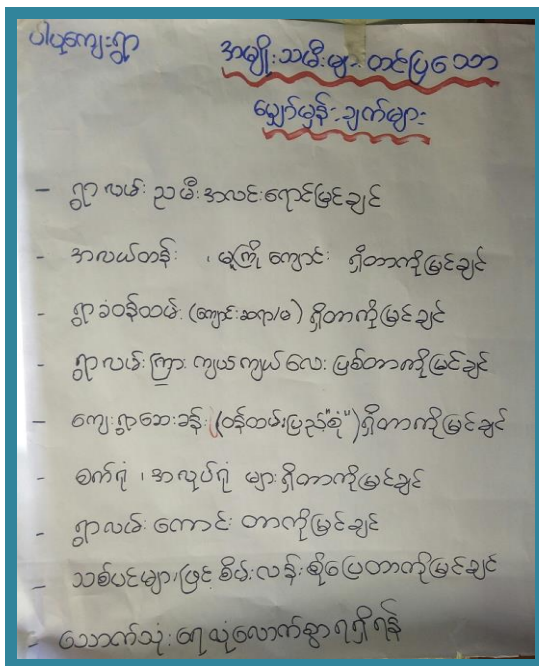 ပါပုကျေးရွာ
အမျိုးသမီးများ တင်ပြသော
မျှော်မှန်းချက်များ
- ရွာလမ်း ညမီးအလင်းရောင်မြင်ချင်
- အလယ်တန်း ၊ မူကြိုကျောင်း ရှိတာကိုမြင်ချင်
- ရွာခံဝန်ထမ်း (ကျောင်းဆရာ/မ) ရှိတာကိုမြင်ချင်
- ရွာလမ်းကြား ကျယ်ကျယ်လေး ဖြစ်တာကိုမြင်ချင်
- ကျေးရွာဆေးခန်း (ဝန်ထမ်းပြည့်"စုံ") ရှိတာကိုမြင်ချင်
- စက်ရုံ ၊ အလုပ်ရုံ များရှိတာကိုမြင်ချင်
- ရွာလမ်းကောင်း တာကိုမြင်ချင်
- သစ်ပင်များဖြင့် စိမ်းလန်းစိုပြေတာကိုမြင်ချင်
- သောက်သုံးရေ လုံလောက်စွာရရှိရန်